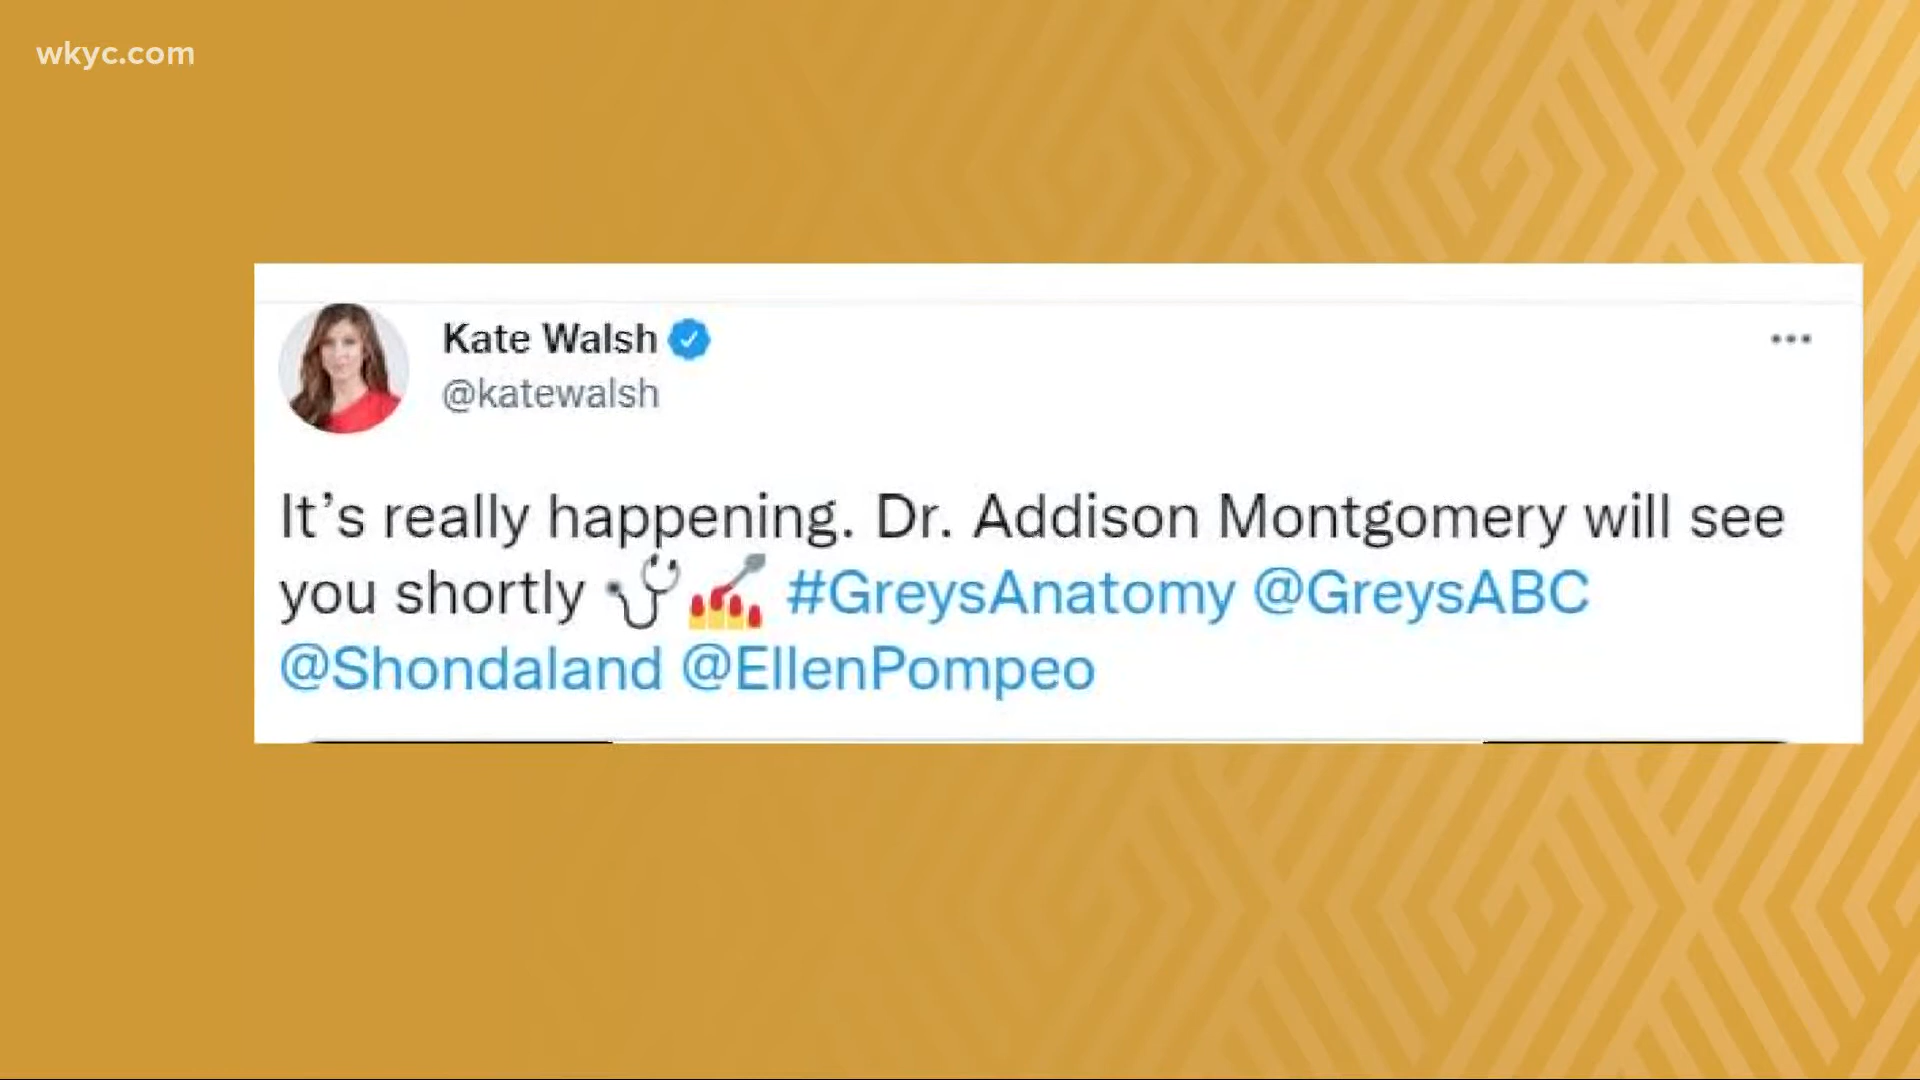 wkyc.com
Kate Walsh
@katewalsh
It’s really happening. Dr. Addison Montgomery will see
you shortly 🩺💅 #GreysAnatomy @GreysABC
@Shondaland @EllenPompeo